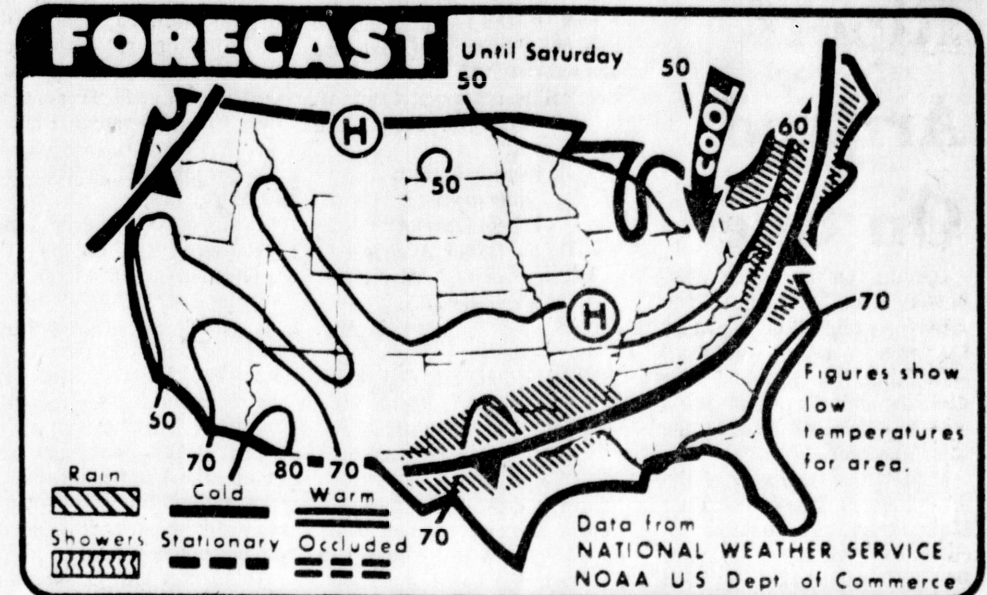 FORECAST
Until Saturday
50
50
COOL
60
H
50
H
70
50
70
80
70
70
Figures show
low
temperatures
for area.
Rain
Cold
Warm
Showers
Stationary
Occluded
Data from
NATIONAL WEATHER SERVICE
NOAA U S Dept of Commerce